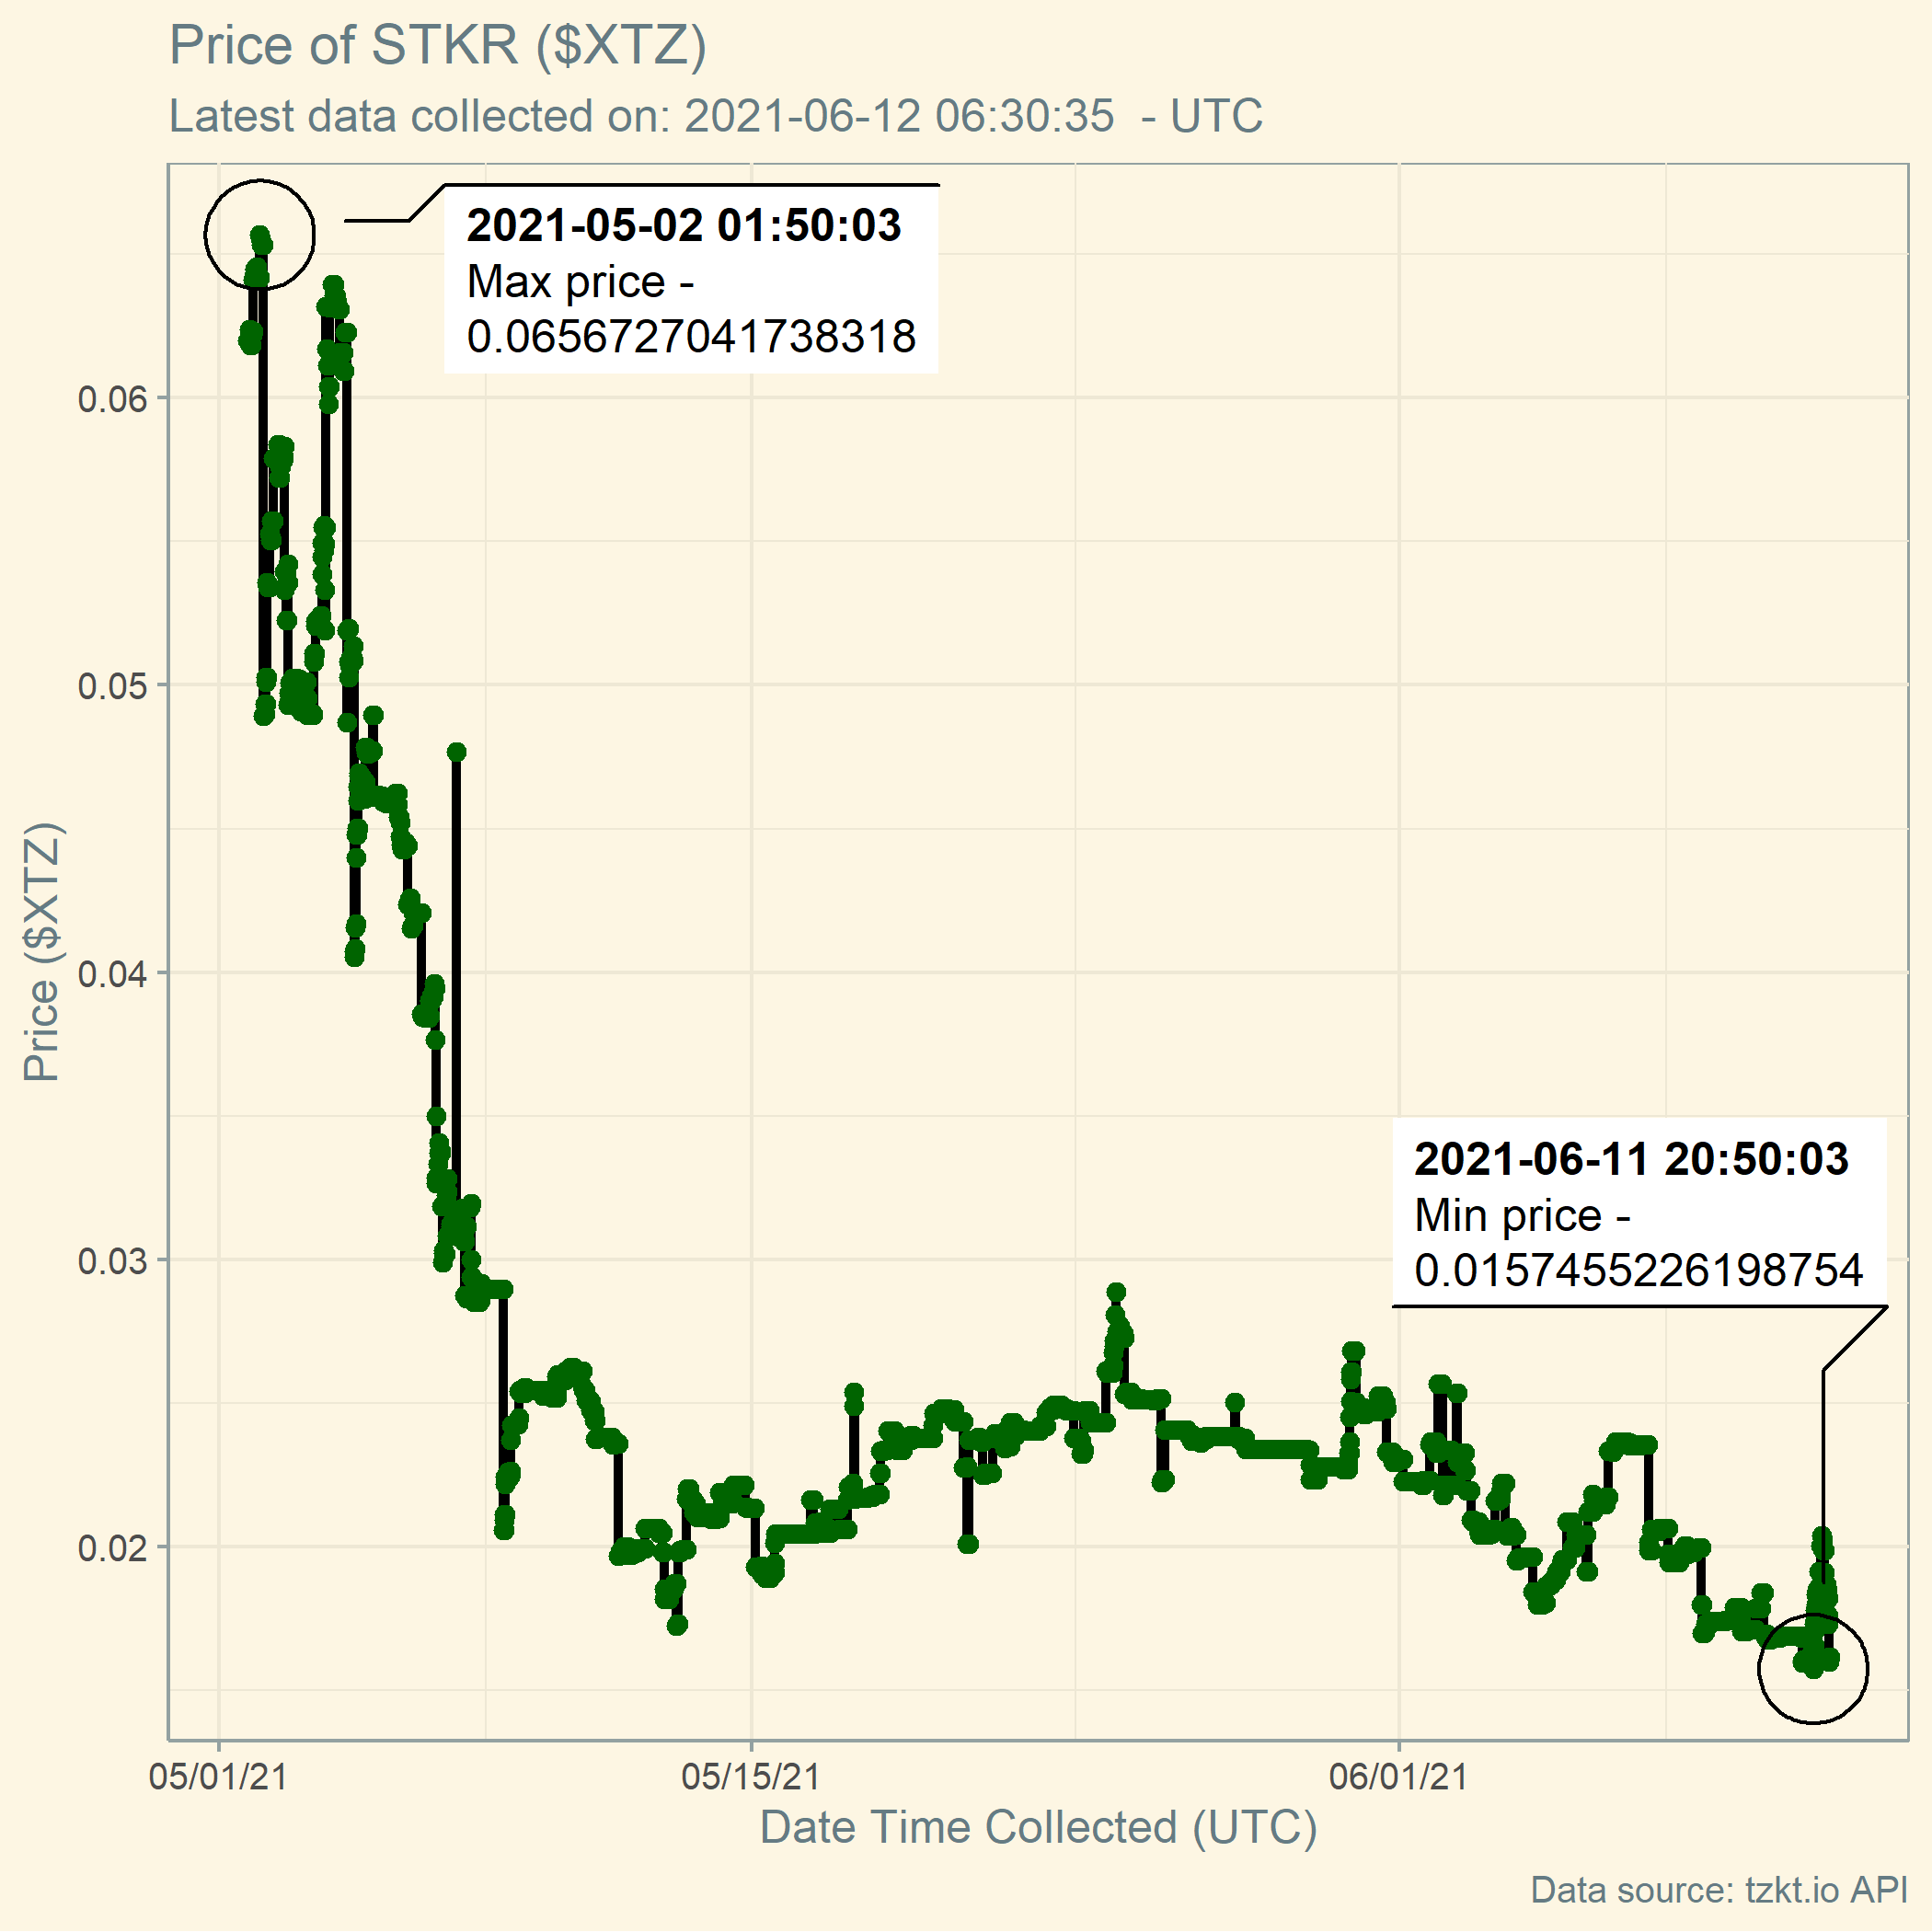 Price of STKR ($XTZ)
Latest data collected on: 2021-06-12 06:30:35  - UTC
2021-05-02 01:50:03
Max price -
0.0656727041738318
0.06
0.05
0.04
0.03
0.02
Price ($XTZ)
2021-06-11 20:50:03
Min price -
0.0157455226198754
05/01/21
05/15/21
06/01/21
Date Time Collected (UTC)
Data source: tzkt.io API